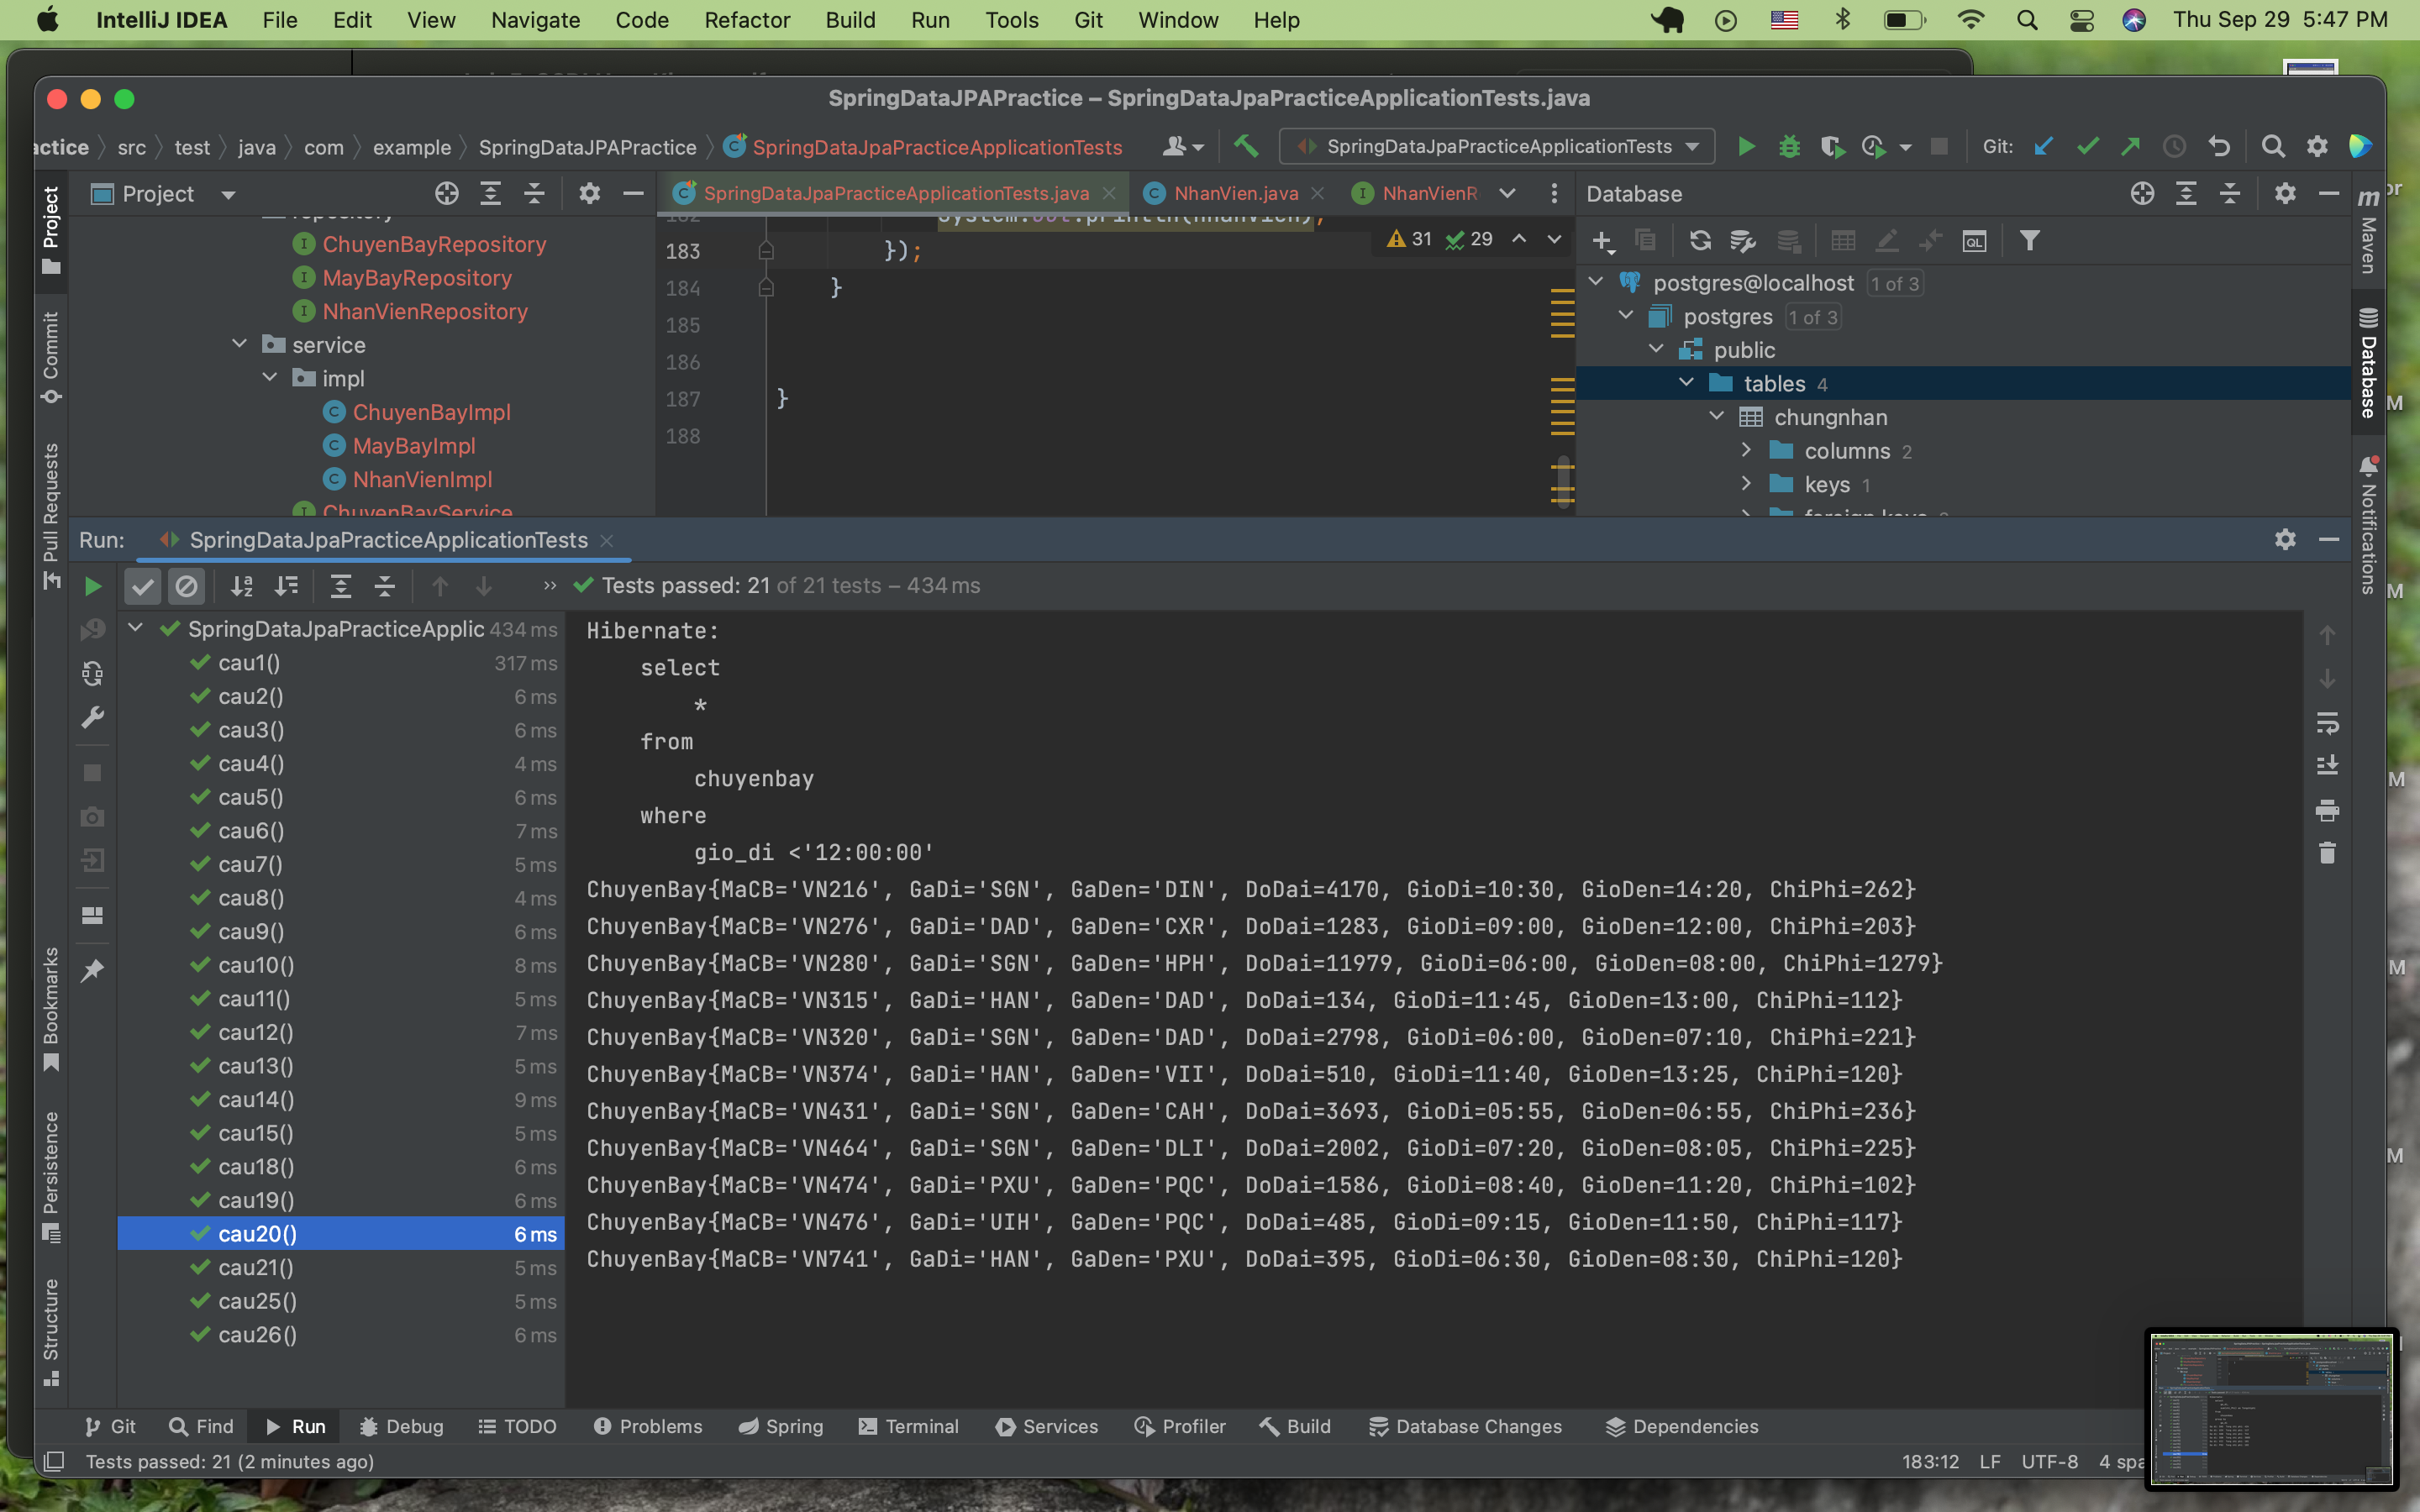 IntelliJ IDEA File Edit View Navigate Code Refactor Build Run Tools Git Window Help Thu Sep 29 5:47 PM
SpringDataJPAPractice – SpringDataJpaPracticeApplicationTests.java
actice src test java com example SpringDataJPAPractice SpringDataJpaPracticeApplicationTests SpringDataJpaPracticeApplicationTests Git:
Project
SpringDataJpaPracticeApplicationTests.java NhanVien.java NhanVienR
Database
repository
ChuyenBayRepository
MayBayRepository
NhanVienRepository
service
impl
ChuyenBayImpl
MayBayImpl
NhanVienImpl
ChuyenBayService
182 System.out.println(nhanVien);
183 });
184 }
185
186
187 }
188
31 29
QL
postgres@localhost 1 of 3
postgres 1 of 3
public
tables 4
chungnhan
columns 2
keys 1
foreign keys
Project
Commit
Pull Requests
Bookmarks
Persistence
Structure
m Maven
Database
Notifications
Run: SpringDataJpaPracticeApplicationTests
Tests passed: 21 of 21 tests – 434 ms
SpringDataJpaPracticeApplic 434 ms
cau1() 317 ms
cau2() 6 ms
cau3() 6 ms
cau4() 4 ms
cau5() 6 ms
cau6() 7 ms
cau7() 5 ms
cau8() 4 ms
cau9() 6 ms
cau10() 8 ms
cau11() 5 ms
cau12() 7 ms
cau13() 5 ms
cau14() 9 ms
cau15() 5 ms
cau18() 6 ms
cau19() 6 ms
cau20() 6 ms
cau21() 5 ms
cau25() 5 ms
cau26() 6 ms
Hibernate:
select
*
from
chuyenbay
where
gio_di <'12:00:00'
ChuyenBay{MaCB='VN216', GaDi='SGN', GaDen='DIN', DoDai=4170, GioDi=10:30, GioDen=14:20, ChiPhi=262}
ChuyenBay{MaCB='VN276', GaDi='DAD', GaDen='CXR', DoDai=1283, GioDi=09:00, GioDen=12:00, ChiPhi=203}
ChuyenBay{MaCB='VN280', GaDi='SGN', GaDen='HPH', DoDai=11979, GioDi=06:00, GioDen=08:00, ChiPhi=1279}
ChuyenBay{MaCB='VN315', GaDi='HAN', GaDen='DAD', DoDai=134, GioDi=11:45, GioDen=13:00, ChiPhi=112}
ChuyenBay{MaCB='VN320', GaDi='SGN', GaDen='DAD', DoDai=2798, GioDi=06:00, GioDen=07:10, ChiPhi=221}
ChuyenBay{MaCB='VN374', GaDi='HAN', GaDen='VII', DoDai=510, GioDi=11:40, GioDen=13:25, ChiPhi=120}
ChuyenBay{MaCB='VN431', GaDi='SGN', GaDen='CAH', DoDai=3693, GioDi=05:55, GioDen=06:55, ChiPhi=236}
ChuyenBay{MaCB='VN464', GaDi='SGN', GaDen='DLI', DoDai=2002, GioDi=07:20, GioDen=08:05, ChiPhi=225}
ChuyenBay{MaCB='VN474', GaDi='PXU', GaDen='PQC', DoDai=1586, GioDi=08:40, GioDen=11:20, ChiPhi=102}
ChuyenBay{MaCB='VN476', GaDi='UIH', GaDen='PQC', DoDai=485, GioDi=09:15, GioDen=11:50, ChiPhi=117}
ChuyenBay{MaCB='VN741', GaDi='HAN', GaDen='PXU', DoDai=395, GioDi=06:30, GioDen=08:30, ChiPhi=120}
Git Find Run Debug TODO Problems Spring Terminal Services Profiler Build Database Changes Dependencies
Tests passed: 21 (2 minutes ago) 183:12 LF UTF-8 4 spa